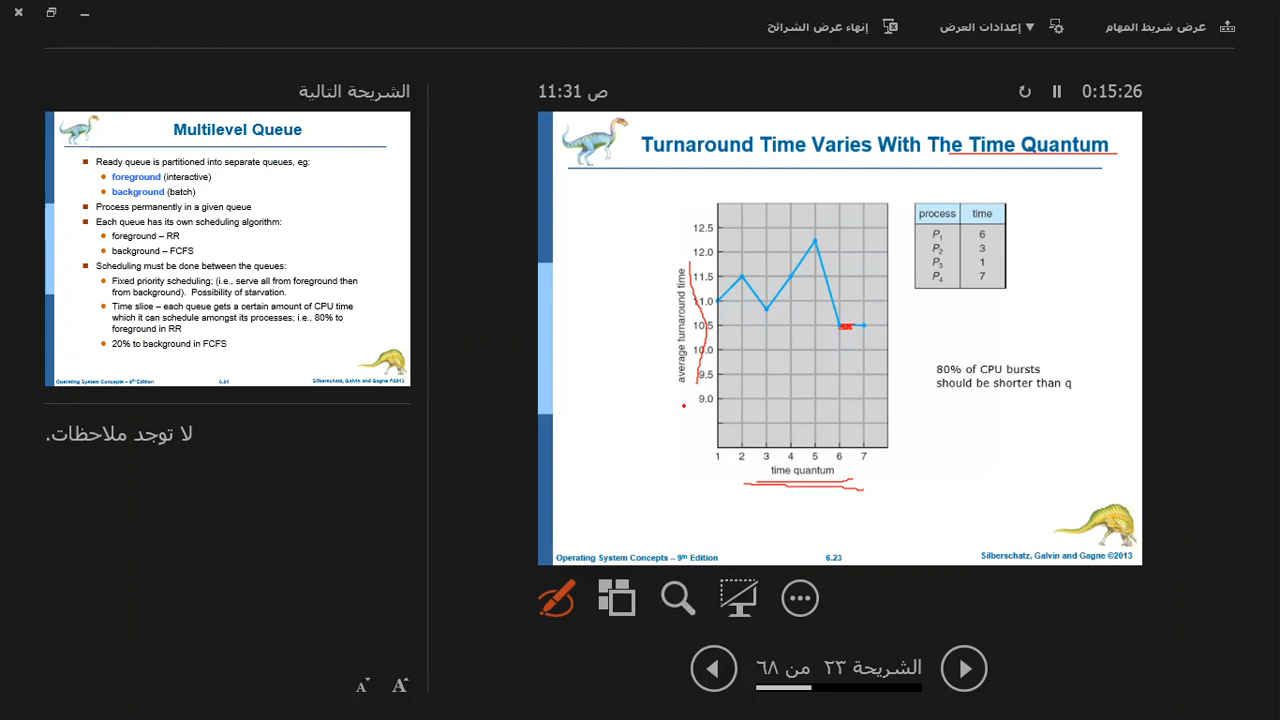 عرض شريط المهام
إعدادات العرض ▼
إنهاء عرض الشرائح
0:15:26
11:31 ص
الشريحة التالية
Turnaround Time Varies With The Time Quantum
average turnaround time
12.5
12.0
11.5
11.0
10.5
10.0
9.5
9.0
1 2 3 4 5 6 7
time quantum
process time
P1 6
P2 3
P3 1
P4 7
80% of CPU bursts
should be shorter than q
Operating System Concepts – 9th Edition 6.23 Silberschatz, Galvin and Gagne ©2013
Multilevel Queue
Ready queue is partitioned into separate queues, eg:
foreground (interactive)
background (batch)
Process permanently in a given queue
Each queue has its own scheduling algorithm:
foreground – RR
background – FCFS
Scheduling must be done between the queues:
Fixed priority scheduling; (i.e., serve all from foreground then
from background). Possibility of starvation.
Time slice – each queue gets a certain amount of CPU time
which it can schedule amongst its processes; i.e., 80% to
foreground in RR
20% to background in FCFS
Operating System Concepts – 9th Edition 6.24 Silberschatz, Galvin and Gagne ©2013
لا توجد ملاحظات.
A A
الشريحة ٢٣ من ٦٨